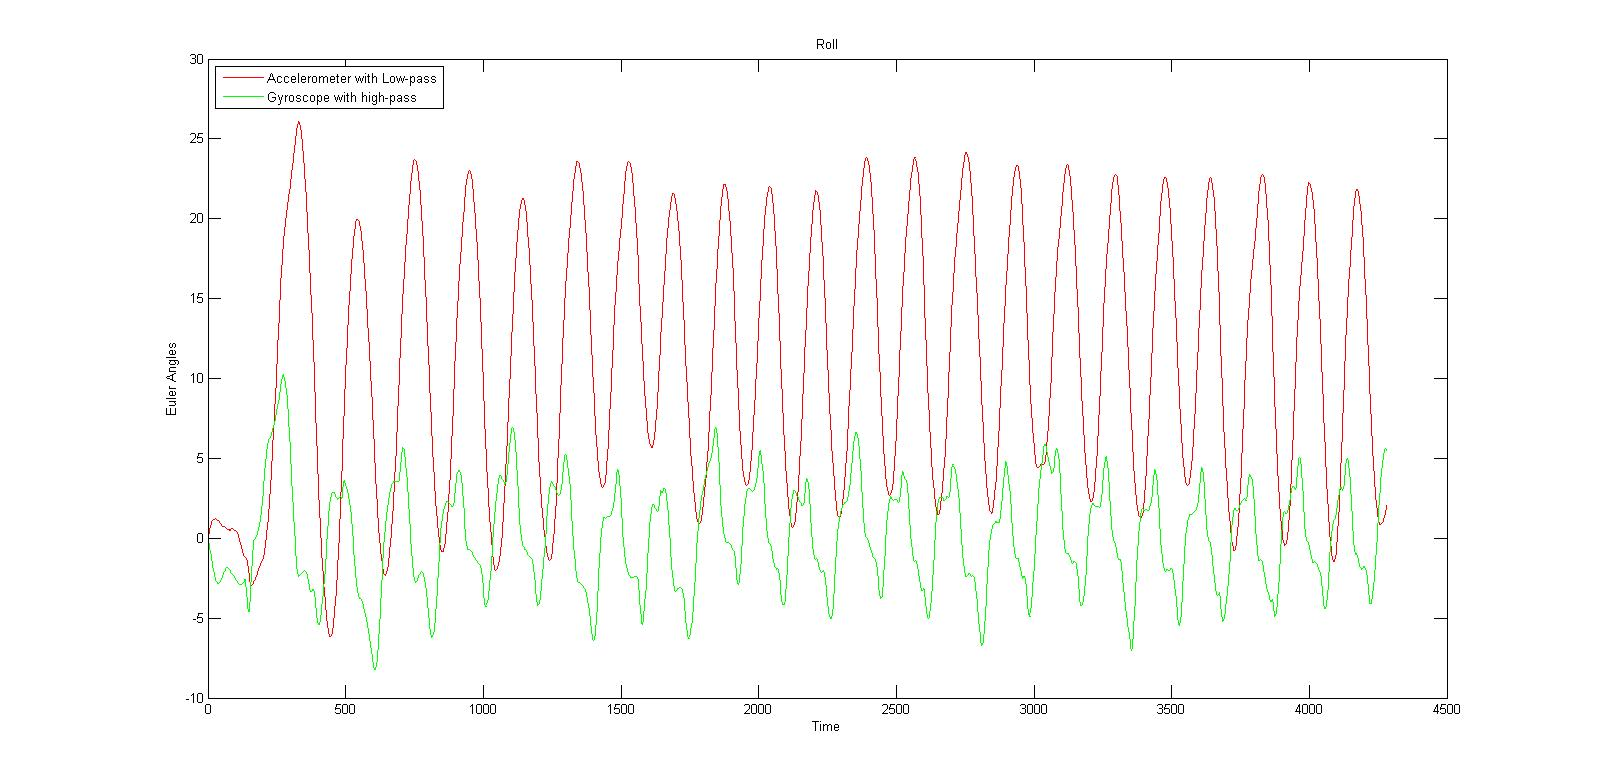 Roll
Accelerometer with Low-pass
Gyroscope with high-pass
30
25
20
15
10
5
0
-5
-10
Euler Angles
0 500 1000 1500 2000 2500 3000 3500 4000 4500
Time